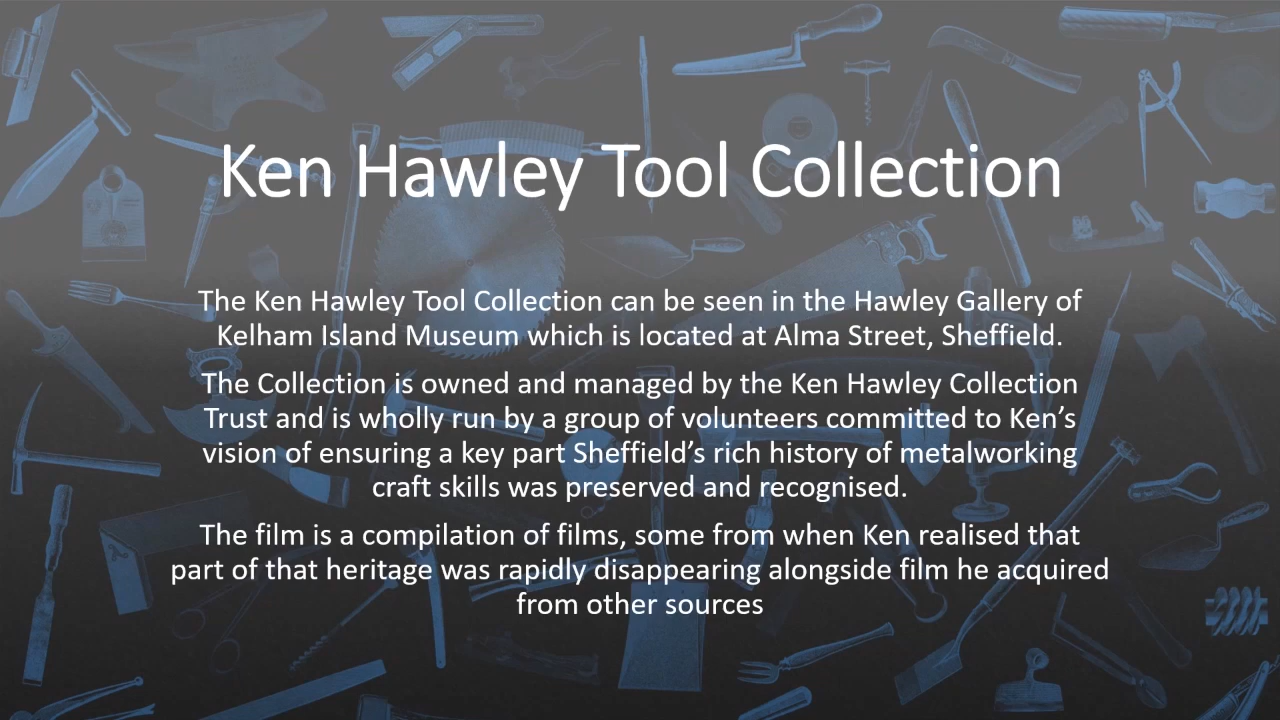 Ken Hawley Tool Collection
The Ken Hawley Tool Collection can be seen in the Hawley Gallery of
Kelham Island Museum which is located at Alma Street, Sheffield.
The Collection is owned and managed by the Ken Hawley Collection
Trust and is wholly run by a group of volunteers committed to Ken’s
vision of ensuring a key part Sheffield’s rich history of metalworking
craft skills was preserved and recognised.
The film is a compilation of films, some from when Ken realised that
part of that heritage was rapidly disappearing alongside film he acquired
from other sources